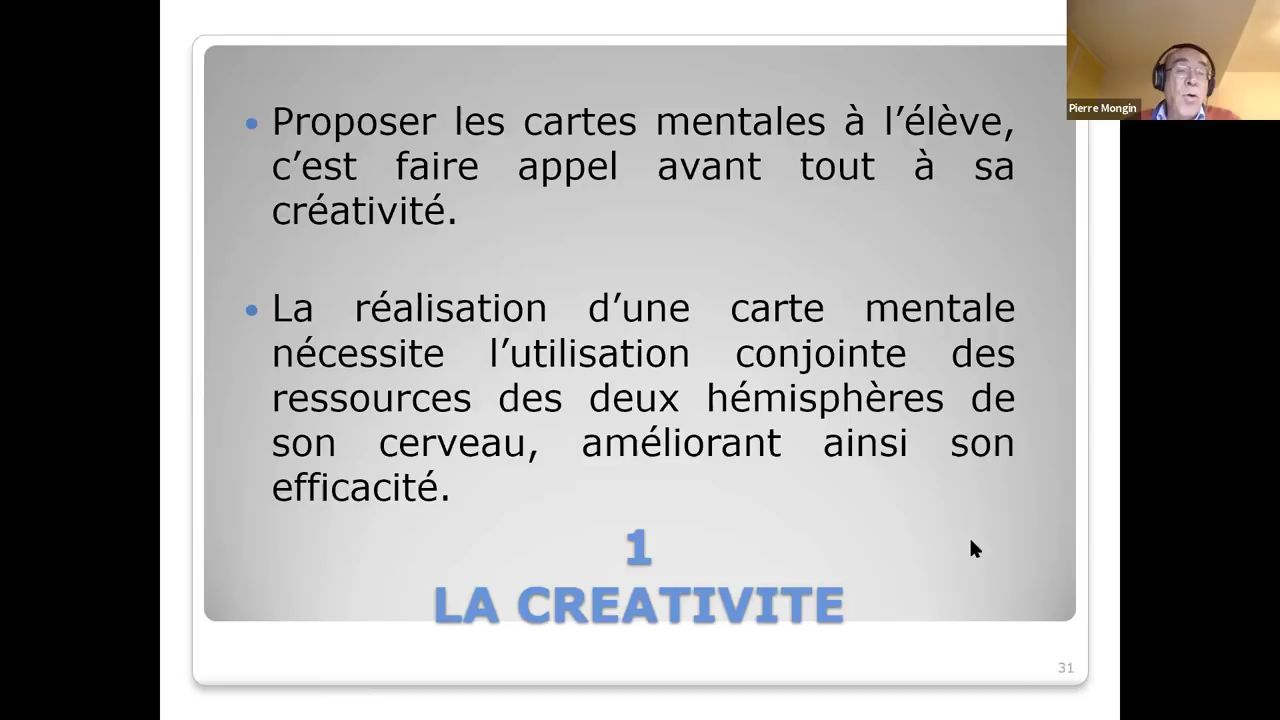 Proposer les cartes mentales à l’élève,
c’est faire appel avant tout à sa
créativité.
La réalisation d’une carte mentale
nécessite l’utilisation conjointe des
ressources des deux hémisphères de
son cerveau, améliorant ainsi son
efficacité.
1
LA CREATIVITE
31
Pierre Mongin